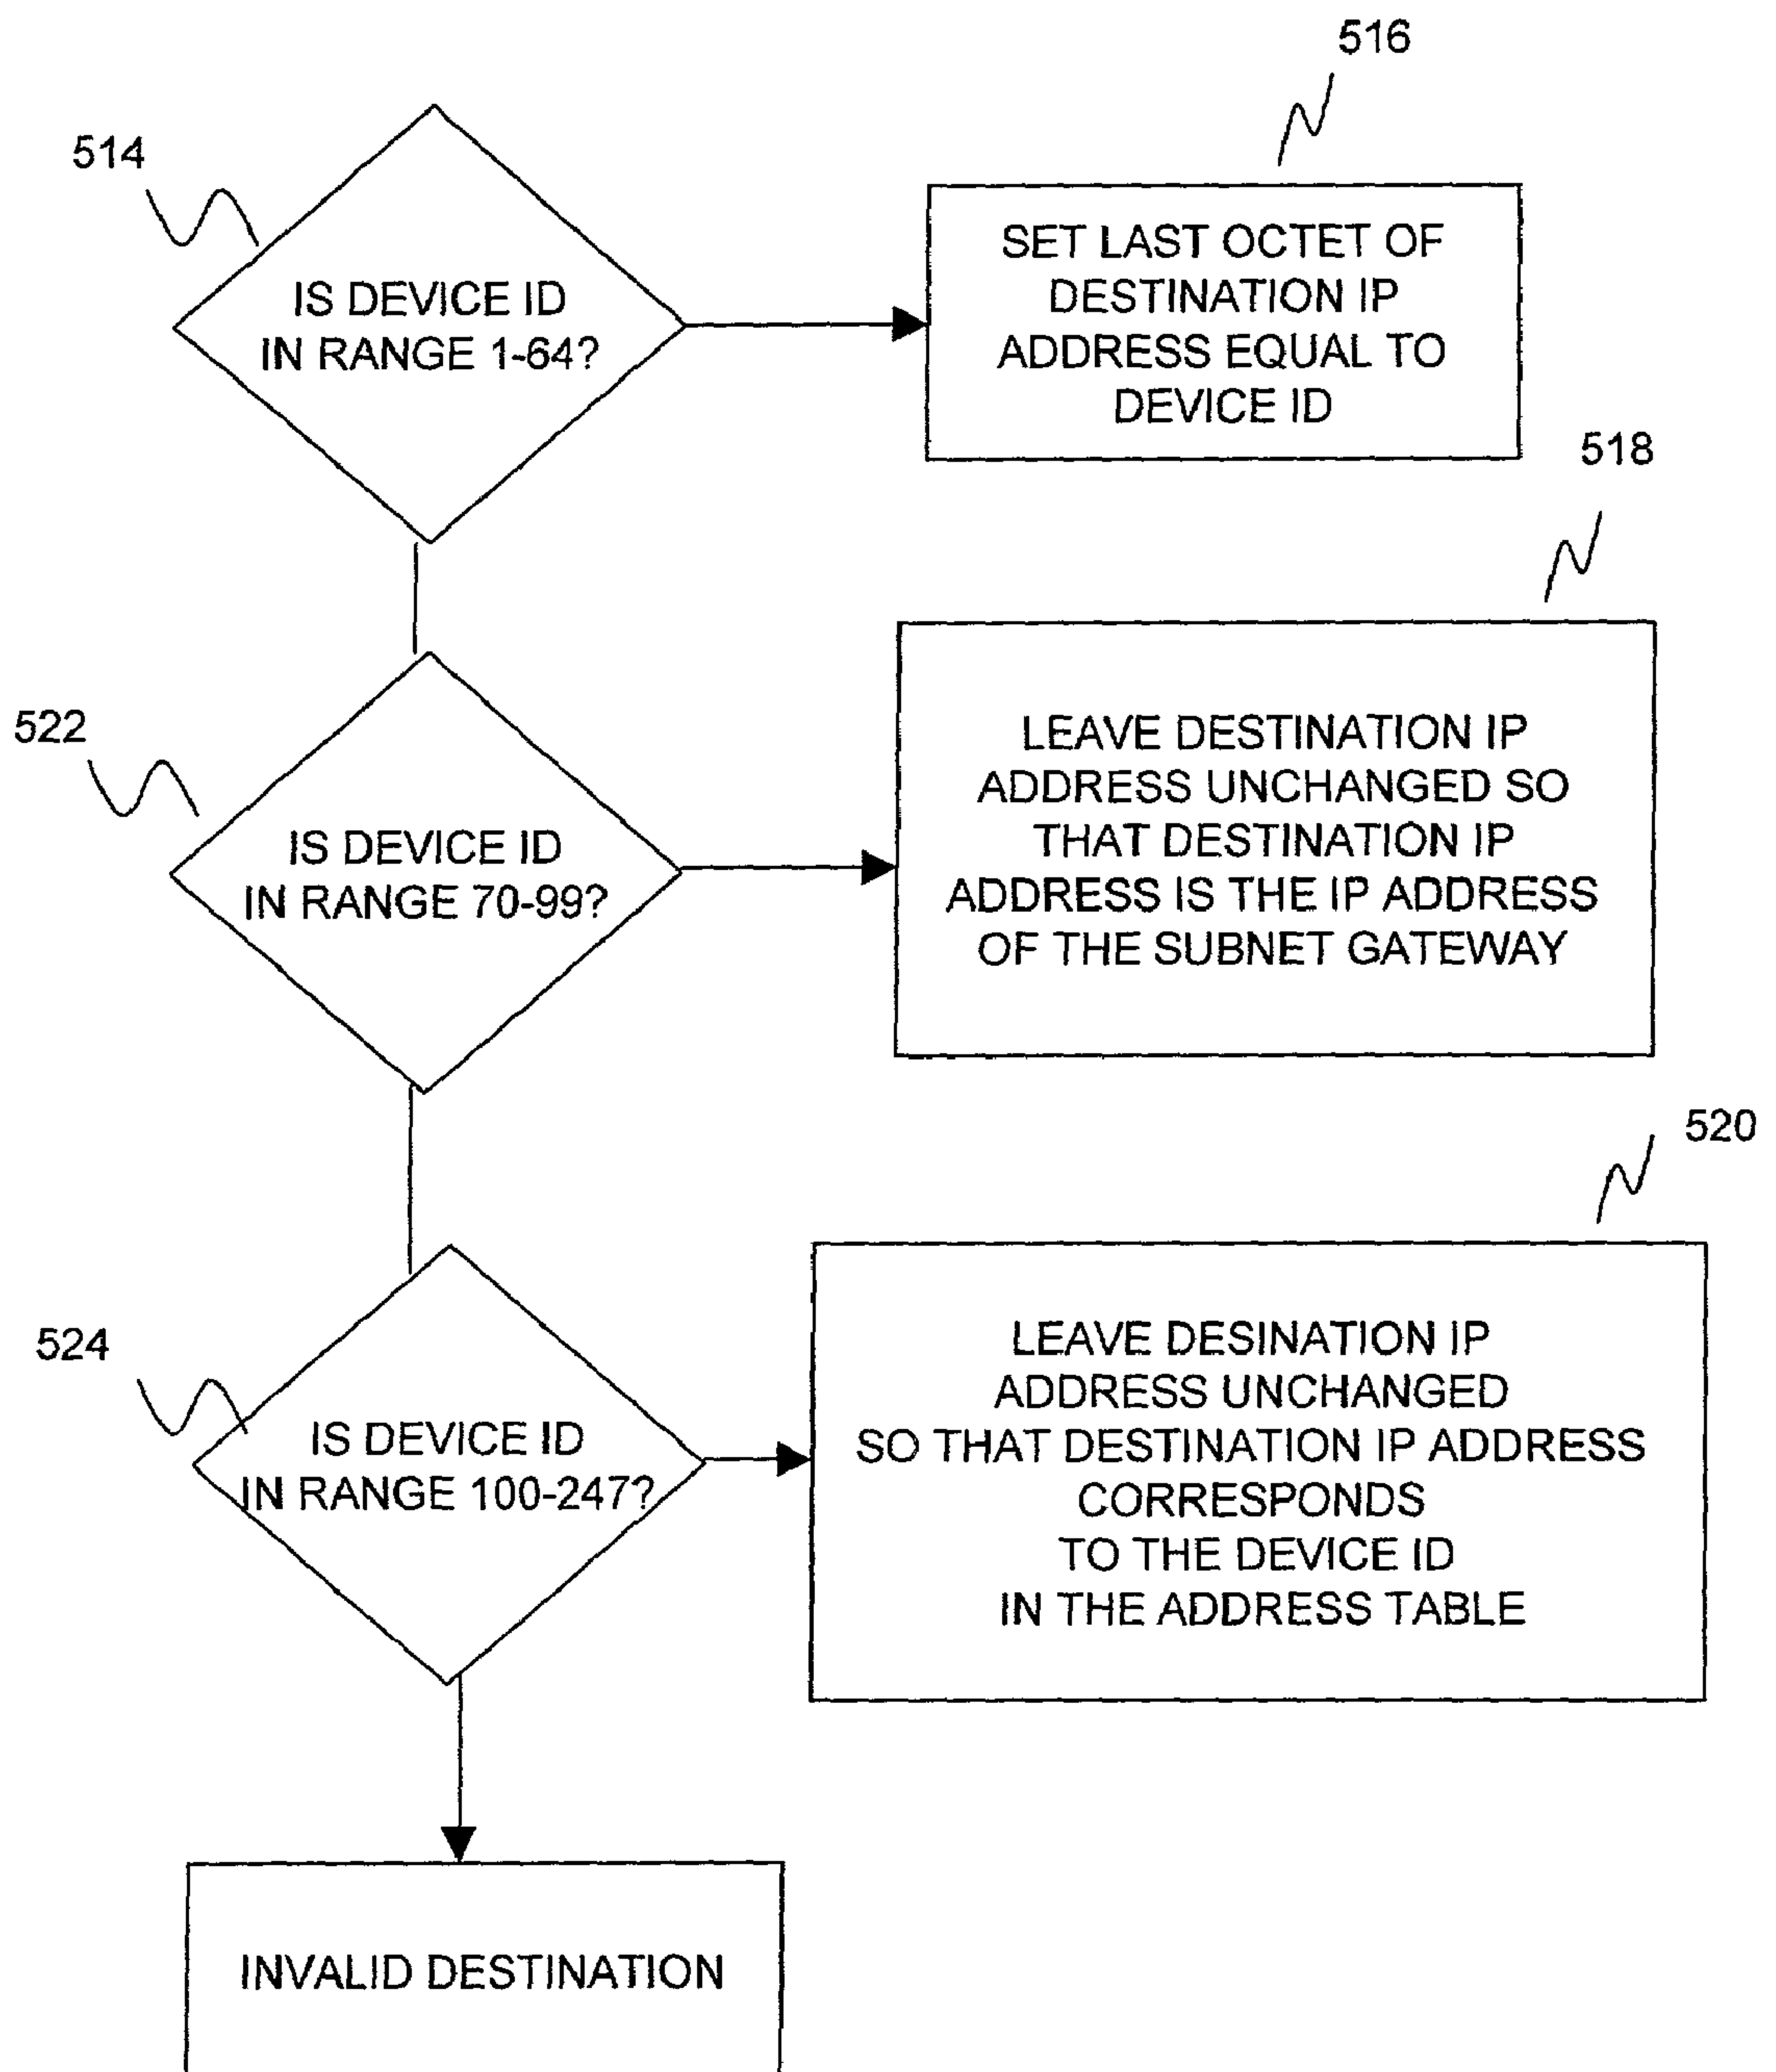 516
514
IS DEVICE ID
IN RANGE 1-64?
SET LAST OCTET OF
DESTINATION IP
ADDRESS EQUAL TO
DEVICE ID
518
522
IS DEVICE ID
IN RANGE 70-99?
LEAVE DESTINATION IP
ADDRESS UNCHANGED SO
THAT DESTINATION IP
ADDRESS IS THE IP ADDRESS
OF THE SUBNET GATEWAY
520
524
IS DEVICE ID
IN RANGE 100-247?
LEAVE DESINATION IP
ADDRESS UNCHANGED
SO THAT DESTINATION IP ADDRESS
CORRESPONDS
TO THE DEVICE ID
IN THE ADDRESS TABLE
INVALID DESTINATION